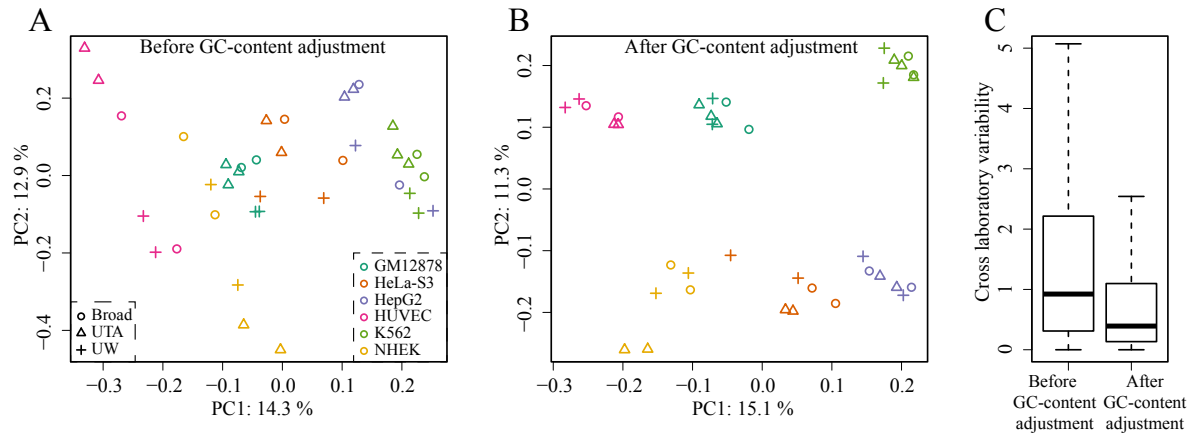 A
Before GC-content adjustment
PC2: 12.9 %
0.2
0.0
−0.2
−0.4
Broad
UTA
UW
GM12878
HeLa-S3
HepG2
HUVEC
K562
NHEK
−0.3
−0.2
−0.1
0.0
0.1
0.2
PC1: 14.3 %
B
After GC-content adjustment
PC2: 11.3 %
0.2
0.1
0.0
−0.1
−0.2
−0.3
−0.2
−0.1
0.0
0.1
0.2
PC1: 15.1 %
C
Cross laboratory variability
5
4
3
2
1
0
Before
GC-content
adjustment
After
GC-content
adjustment